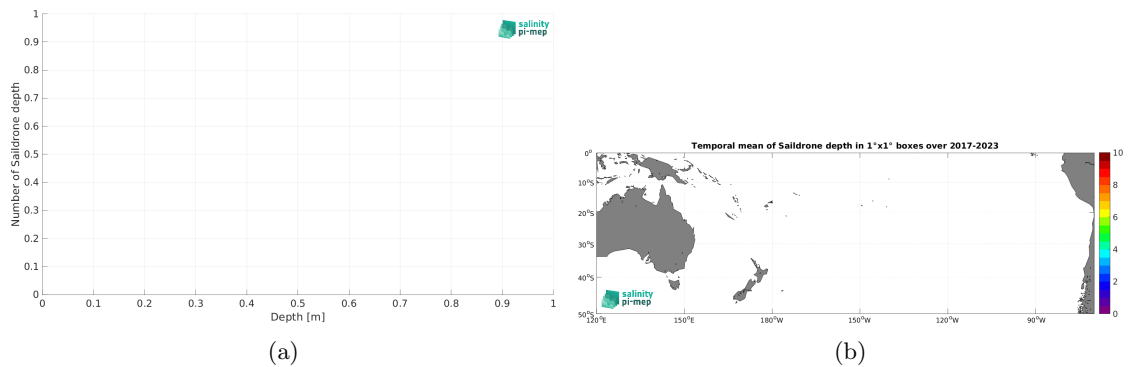 1
0.9
0.8
0.7
0.6
0.5
0.4
0.3
0.2
0.1
0
Number of Saildrone depth
0 0.1 0.2 0.3 0.4 0.5 0.6 0.7 0.8 0.9 1
Depth [m]
salinity
pi-mep
(a)
Temporal mean of Saildrone depth in 1°x1° boxes over 2017-2023
0°
10°S
20°S
30°S
40°S
50°S
120°E 150°E 180°W 150°W 120°W 90°W
salinity
pi-mep
10
8
6
4
2
0
(b)